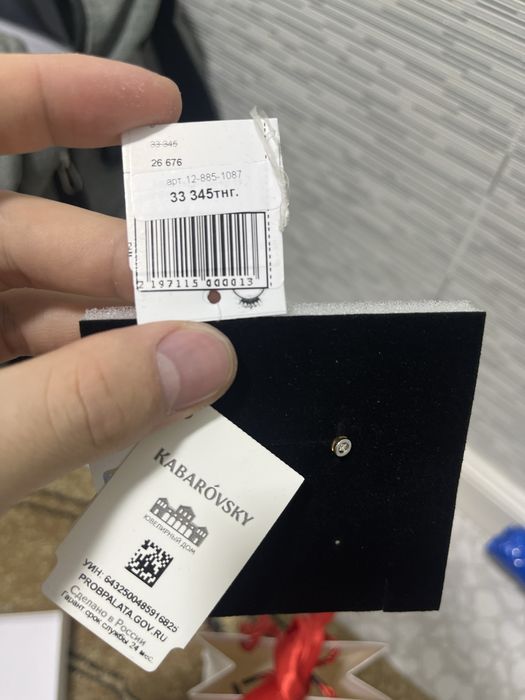 33 345
26 676
арт.12-885-1087
33 345тнг.
2 197115 000013
KABARÓVSKY
ЮВЕЛИРНЫЙ ДОМ
УИН: 6432500485916825
PROBPALATA.GOV.RU
Сделано в России
Гарант.срок службы 24 мес.